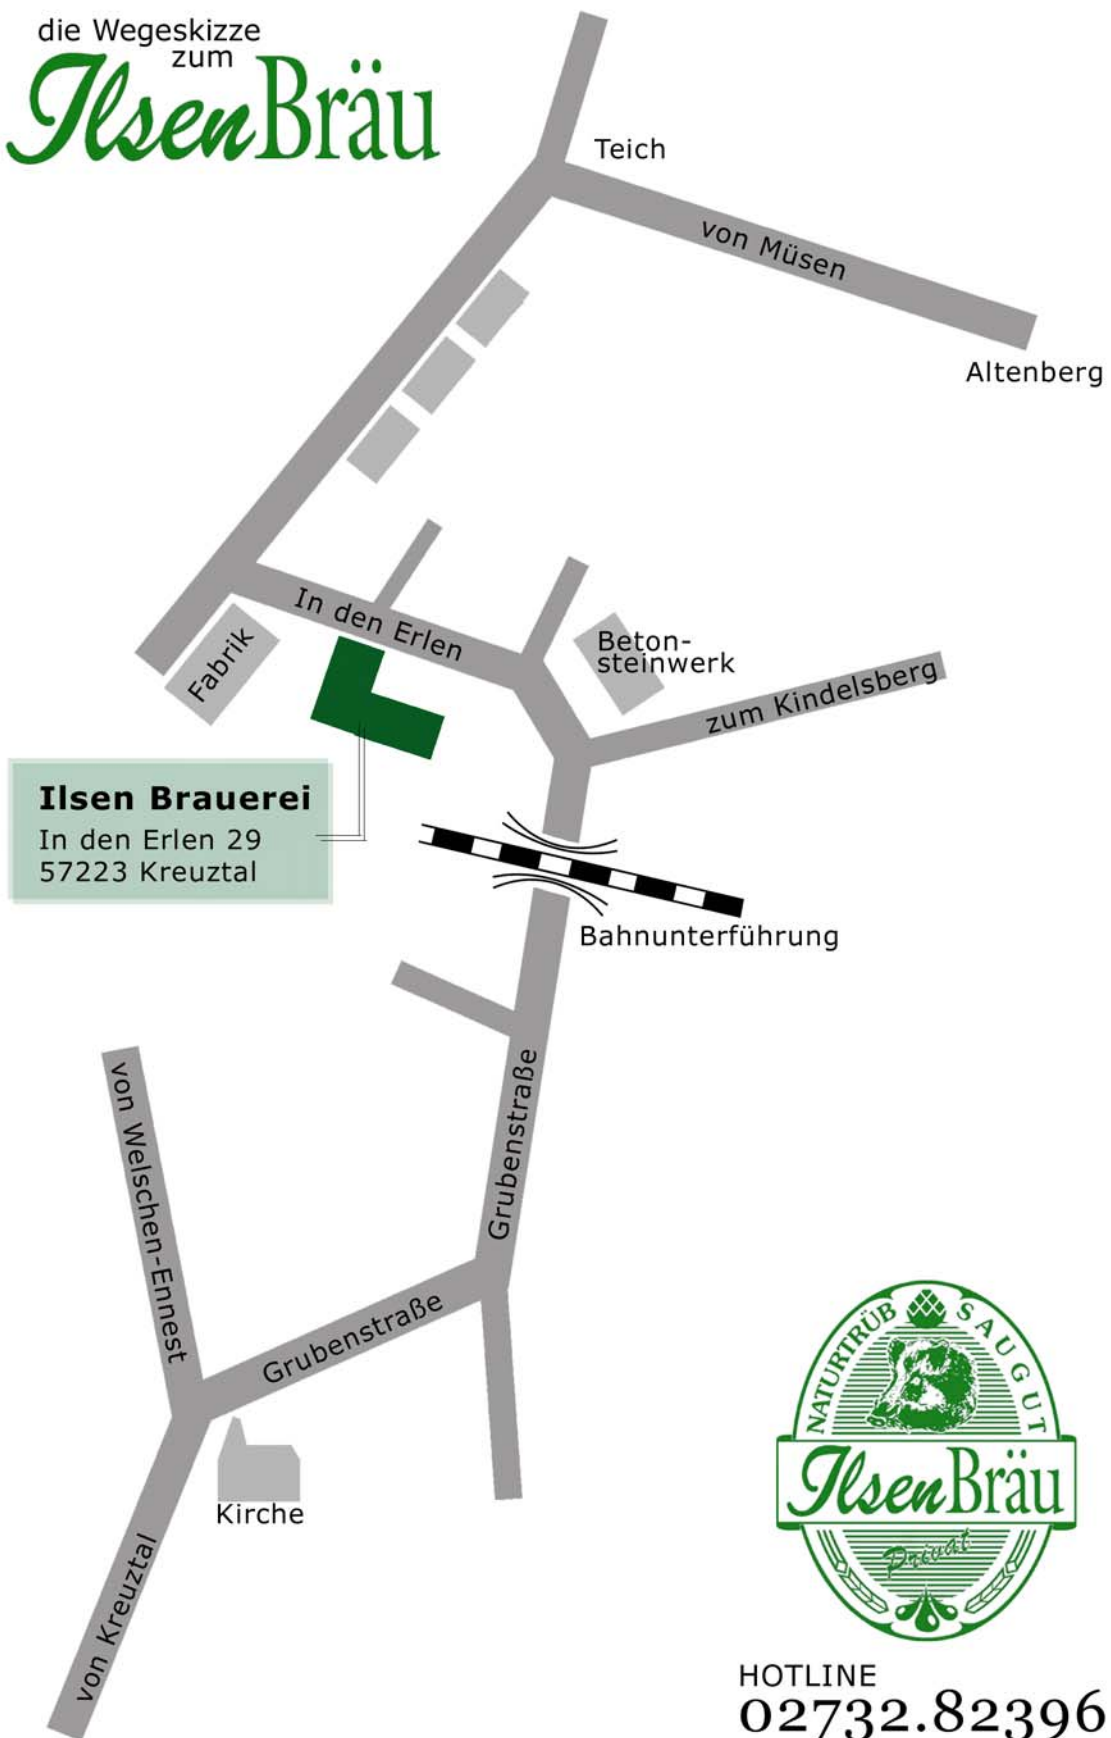 die Wegeskizze
zum
IlsenBräu
Teich
von Müsen
Altenberg
In den Erlen
Fabrik
Beton-
steinwerk
zum Kindelsberg
Ilsen Brauerei
In den Erlen 29
57223 Kreuztal
Bahnunterführung
von Welschen-Ennest
Grubenstraße
Grubenstraße
Kirche
von Kreuztal
NATURTRÜB SAUGUT
IlsenBräu
Privat
HOTLINE
02732.82396